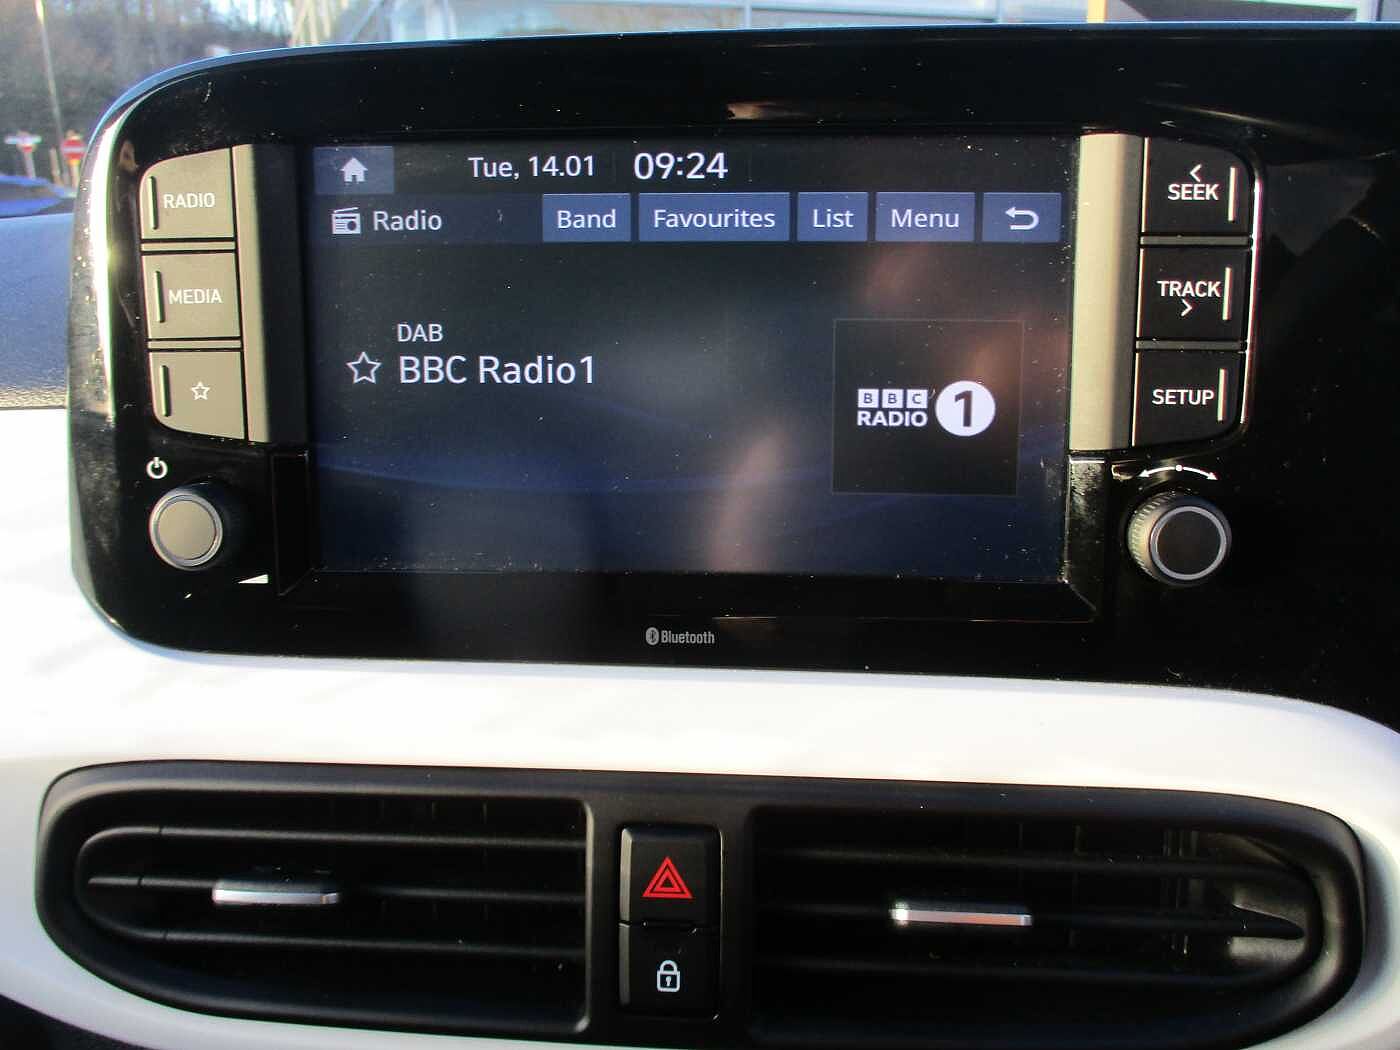 Tue, 14.01 09:24
Radio Band Favourites List Menu
RADIO
MEDIA
DAB
BBC Radio1
BBC
RADIO 1
< SEEK
TRACK >
SETUP
Bluetooth